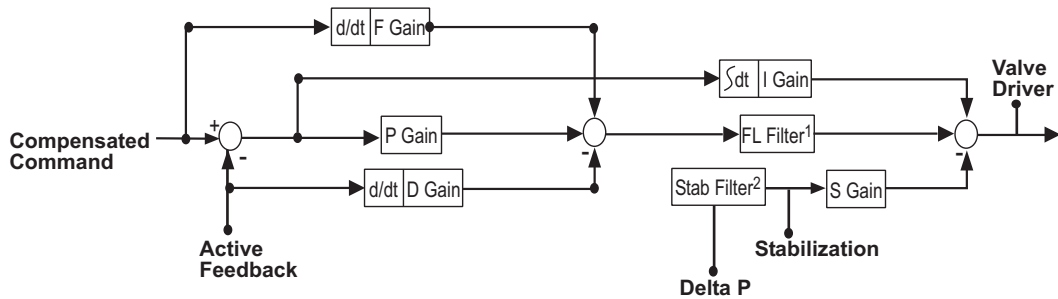 d/dt F Gain
∫dt I Gain
Valve
Driver
+
Compensated
Command
-
P Gain
-
FL Filter¹
-
d/dt D Gain
Stab Filter²
S Gain
Active
Feedback
Stabilization
Delta P